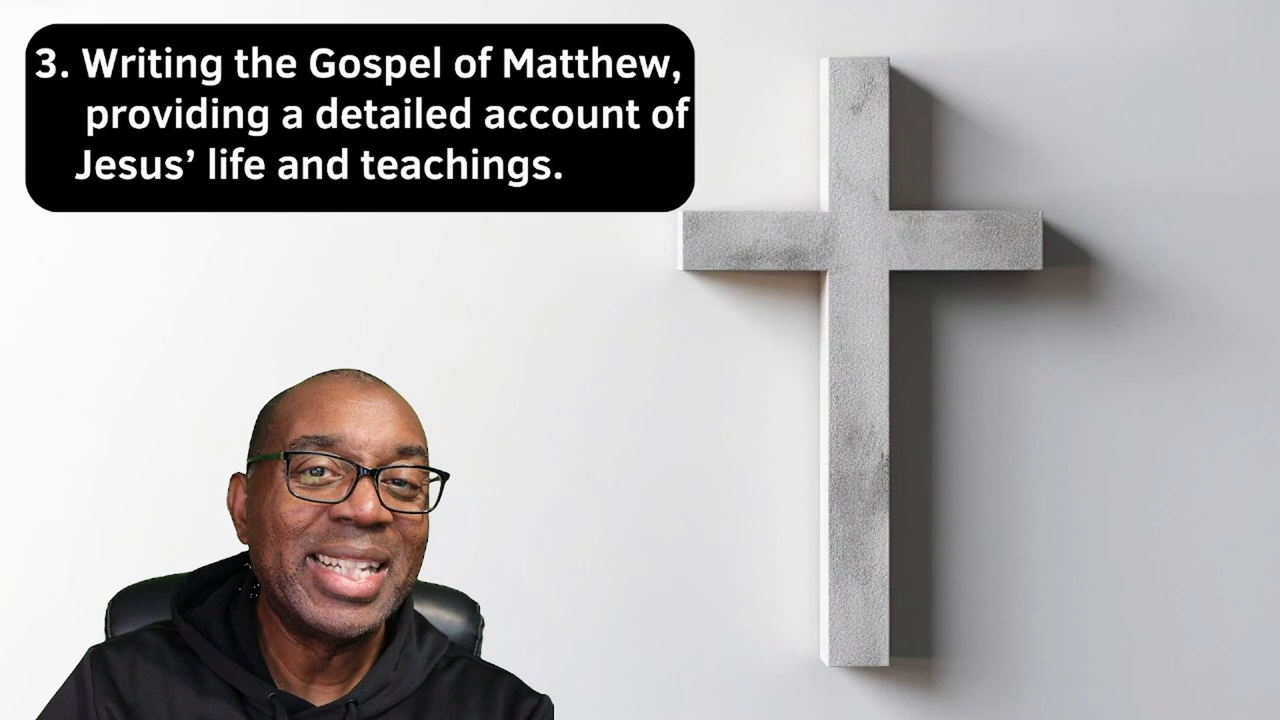 3. Writing the Gospel of Matthew,
providing a detailed account of
Jesus’ life and teachings.